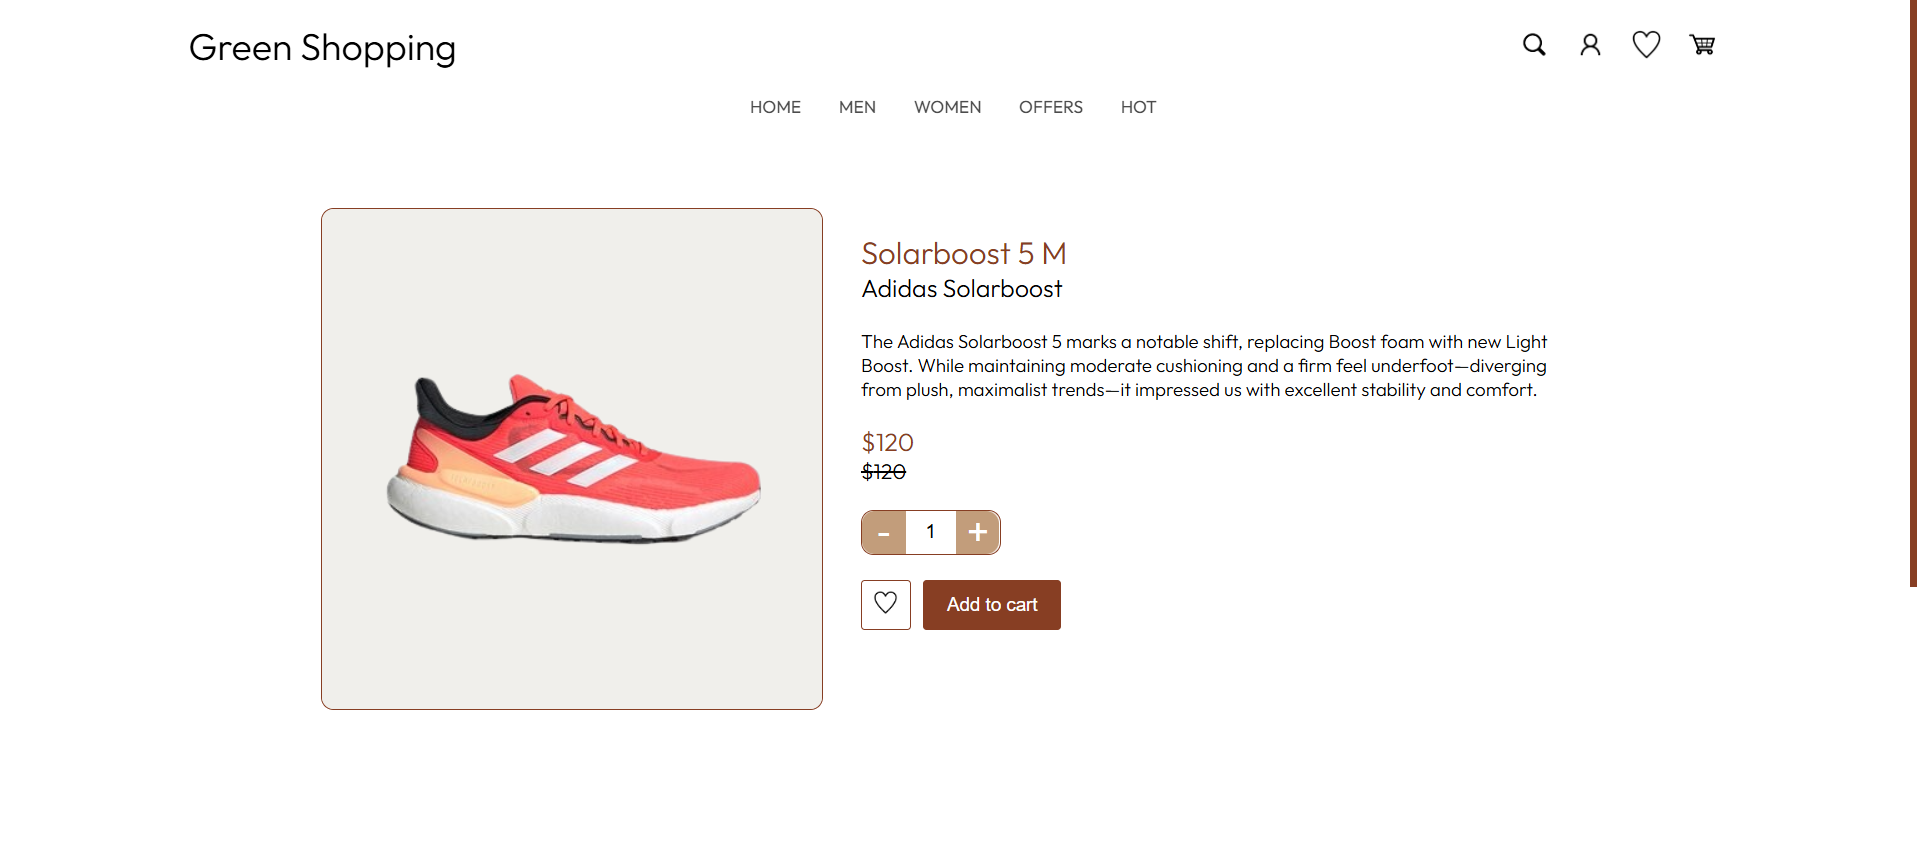 Green Shopping
HOME MEN WOMEN OFFERS HOT
Solarboost 5 M
Adidas Solarboost
The Adidas Solarboost 5 marks a notable shift, replacing Boost foam with new Light
Boost. While maintaining moderate cushioning and a firm feel underfoot—diverging
from plush, maximalist trends—it impressed us with excellent stability and comfort.
$120
$120
- 1 +
Add to cart